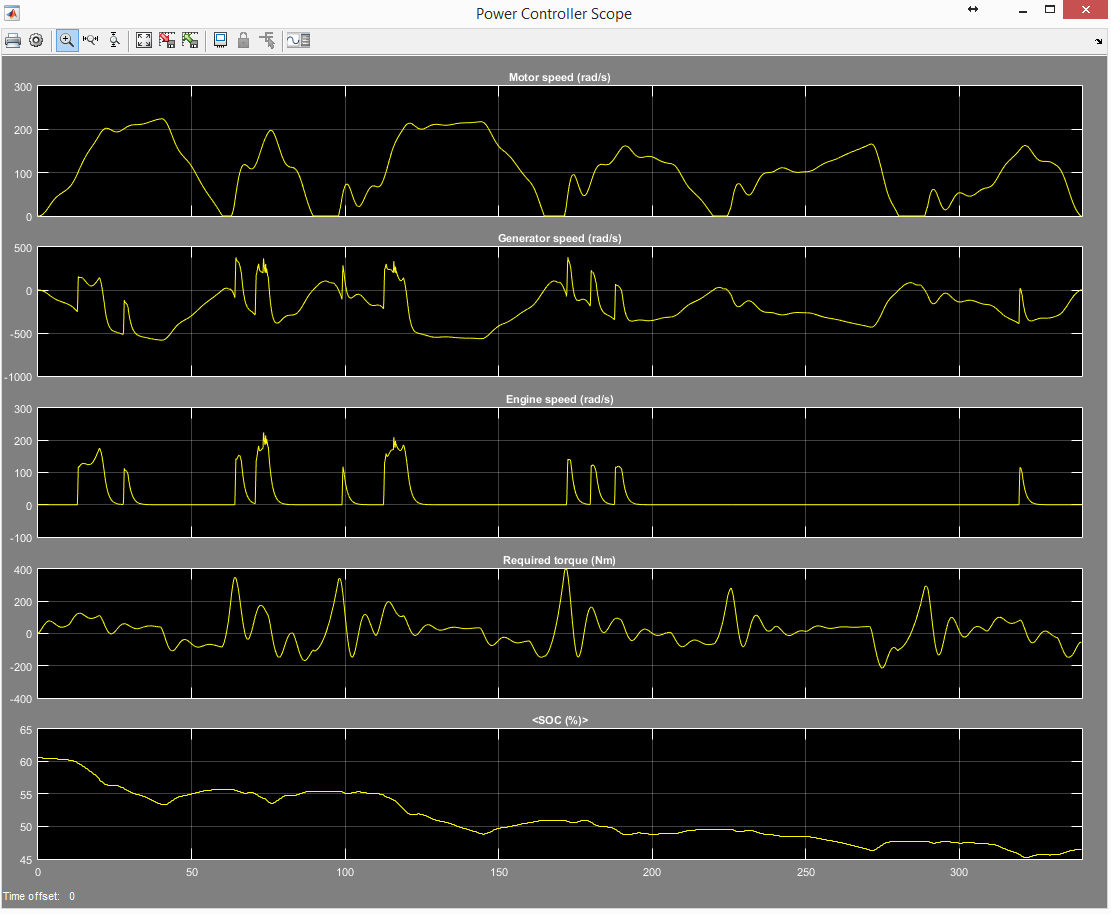 Power Controller Scope
Motor speed (rad/s)
300
200
100
0
Generator speed (rad/s)
500
0
-500
-1000
Engine speed (rad/s)
300
200
100
0
-100
Required torque (Nm)
400
200
0
-200
-400
<SOC (%)>
65
60
55
50
45
0 50 100 150 200 250 300
Time offset: 0